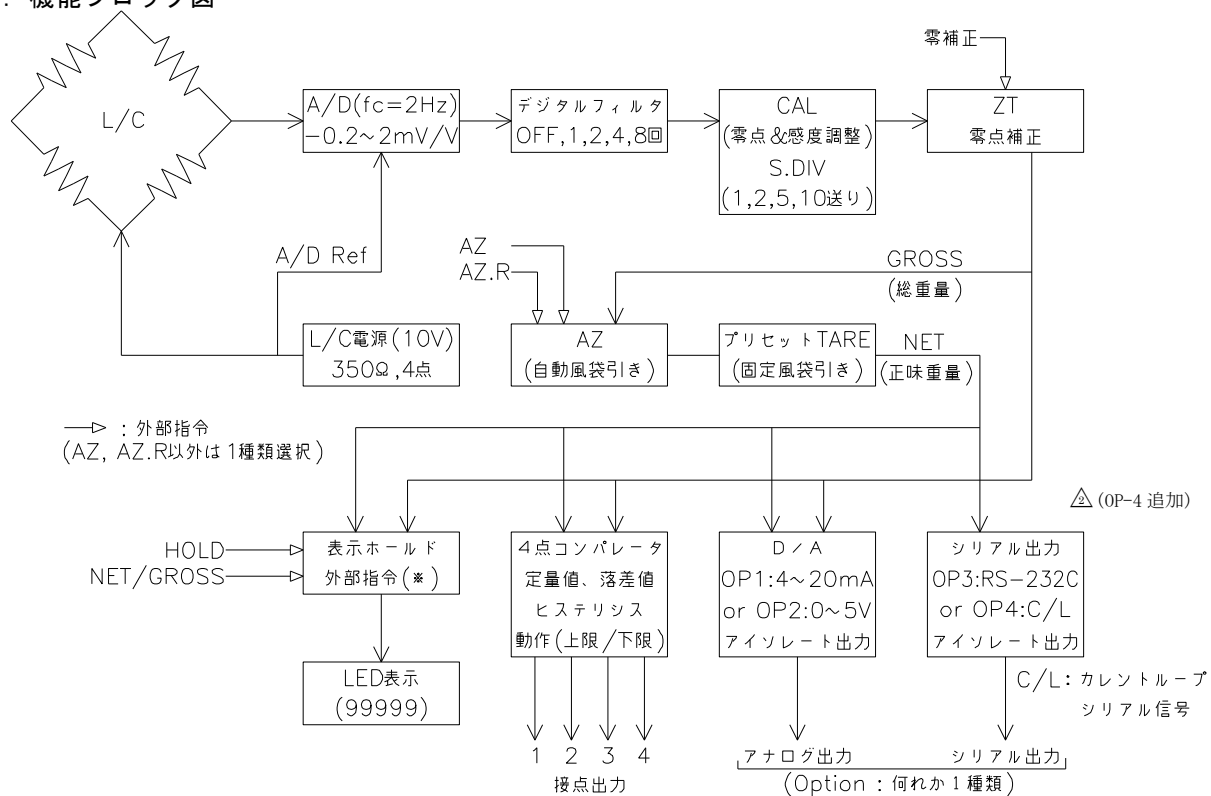 . 機能ブロック図
零補正
L/C
A/D(fc=2Hz)
-0.2~2mV/V
デジタルフィルタ
OFF,1,2,4,8回
CAL
(零点&感度調整)
S.DIV
(1,2,5,10送り)
ZT
零点補正
A/D Ref
AZ
AZ.R
GROSS
(総重量)
L/C電源(10V)
350Ω,4点
AZ
(自動風袋引き)
プリセットTARE
(固定風袋引き)
NET
(正味重量)
：外部指令
(AZ, AZ.R以外は1種類選択)
2 (OP-4 追加)
HOLD
NET/GROSS
表示ホールド
外部指令(※)
4点コンパレータ
定量値、落差値
ヒステリシス
動作(上限/下限)
D/A
OP1:4~20mA
or OP2:0~5V
アイソレート出力
シリアル出力
OP3:RS-232C
or OP4:C/L
アイソレート出力
LED表示
(99999)
C/L：カレントループ
シリアル信号
1 2 3 4
接点出力
アナログ出力
シリアル出力
(Option：何れか1種類)